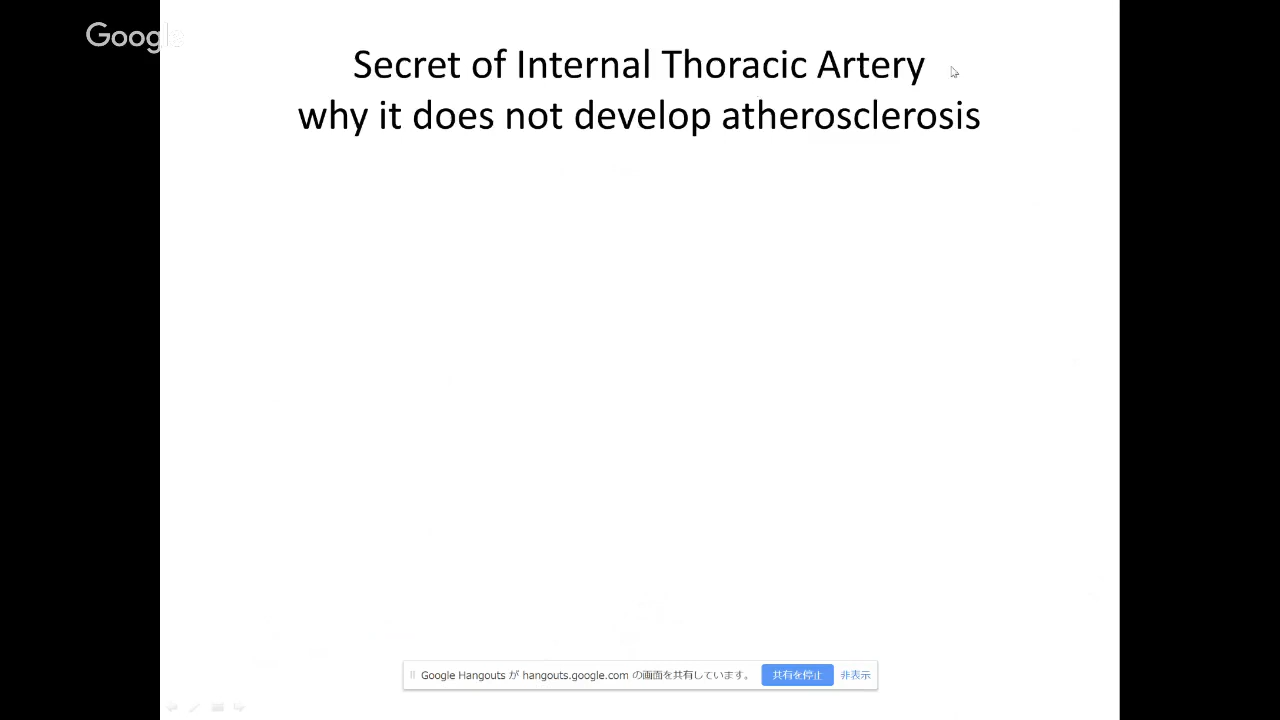 Google
Secret of Internal Thoracic Artery
why it does not develop atherosclerosis
Google Hangouts が hangouts.google.com の画面を共有しています。 共有を停止 非表示